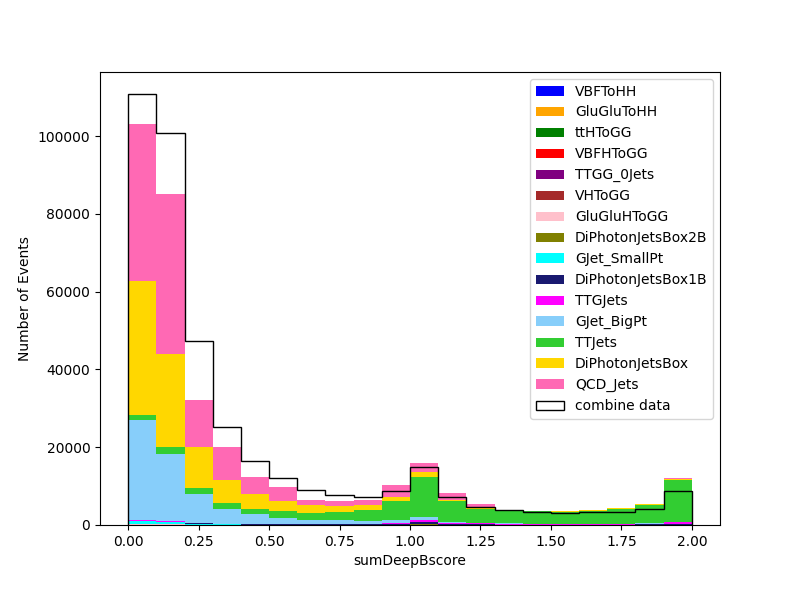 VBFToHH
GluGluToHH
ttHToGG
VBFHToGG
TTGG_0Jets
VHToGG
GluGluHToGG
DiPhotonJetsBox2B
GJet_SmallPt
DiPhotonJetsBox1B
TTGJets
GJet_BigPt
TTJets
DiPhotonJetsBox
QCD_Jets
combine data
Number of Events
100000
80000
60000
40000
20000
0
0.00 0.25 0.50 0.75 1.00 1.25 1.50 1.75 2.00
sumDeepBscore